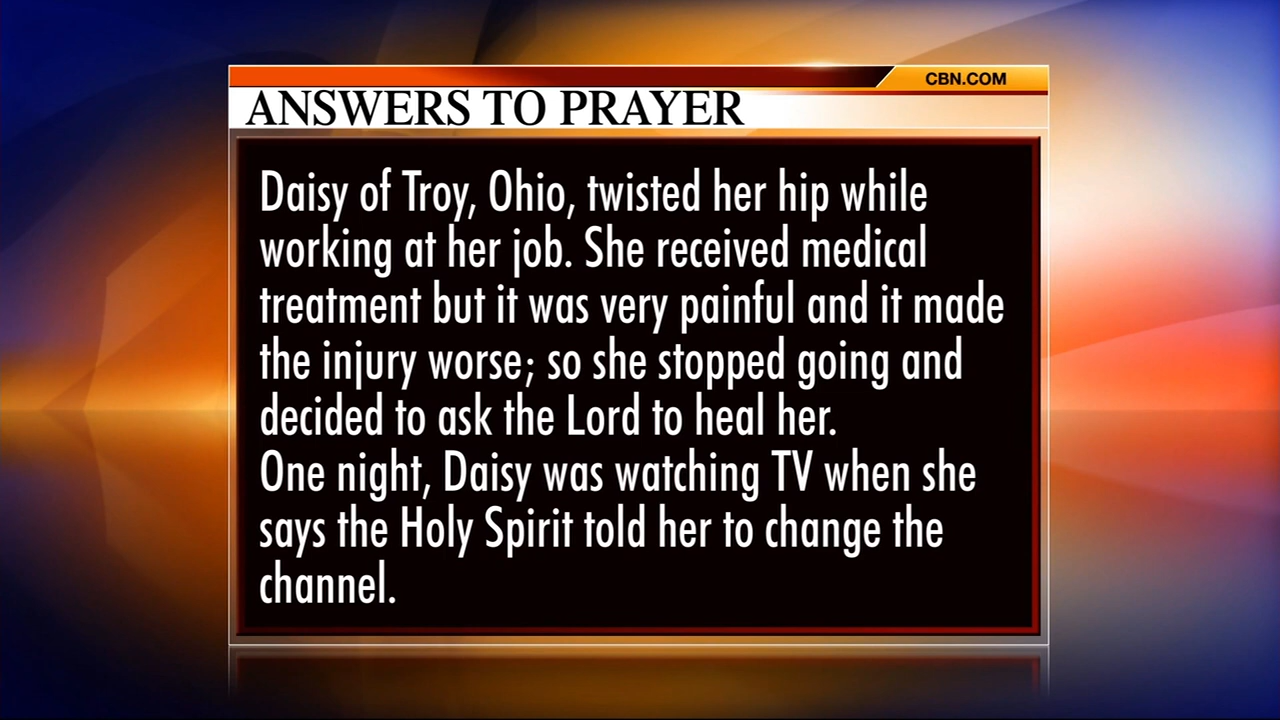 CBN.COM
ANSWERS TO PRAYER
Daisy of Troy, Ohio, twisted her hip while
working at her job. She received medical
treatment but it was very painful and it made
the injury worse; so she stopped going and
decided to ask the Lord to heal her.
One night, Daisy was watching TV when she
says the Holy Spirit told her to change the
channel.